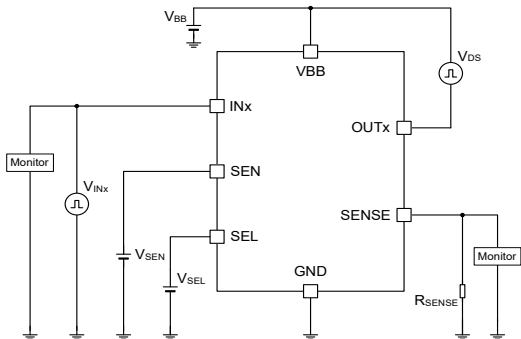 VBB
VBB
VDS
INx
OUTx
Monitor
VINx
SEN
SENSE
SEL
VSEN
VSEL
GND
RSENSE
Monitor